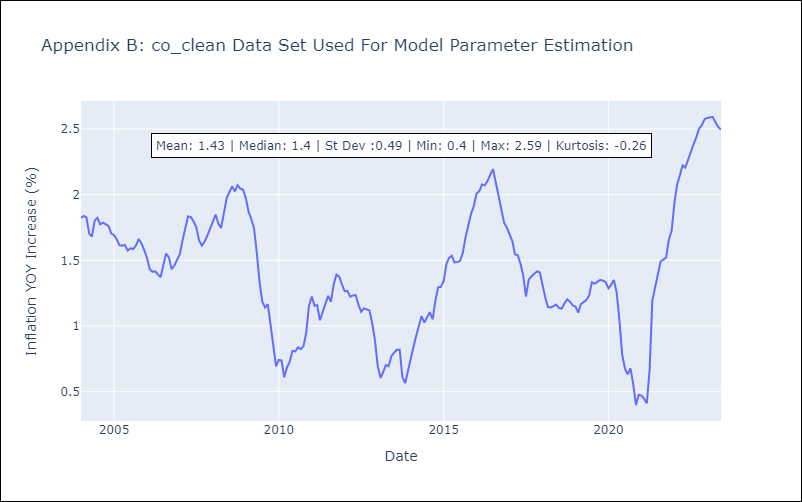 Appendix B: co_clean Data Set Used For Model Parameter Estimation
Mean: 1.43 | Median: 1.4 | St Dev :0.49 | Min: 0.4 | Max: 2.59 | Kurtosis: -0.26
Inflation YOY Increase (%)
2.5
2
1.5
1
0.5
2005
2010
2015
2020
Date